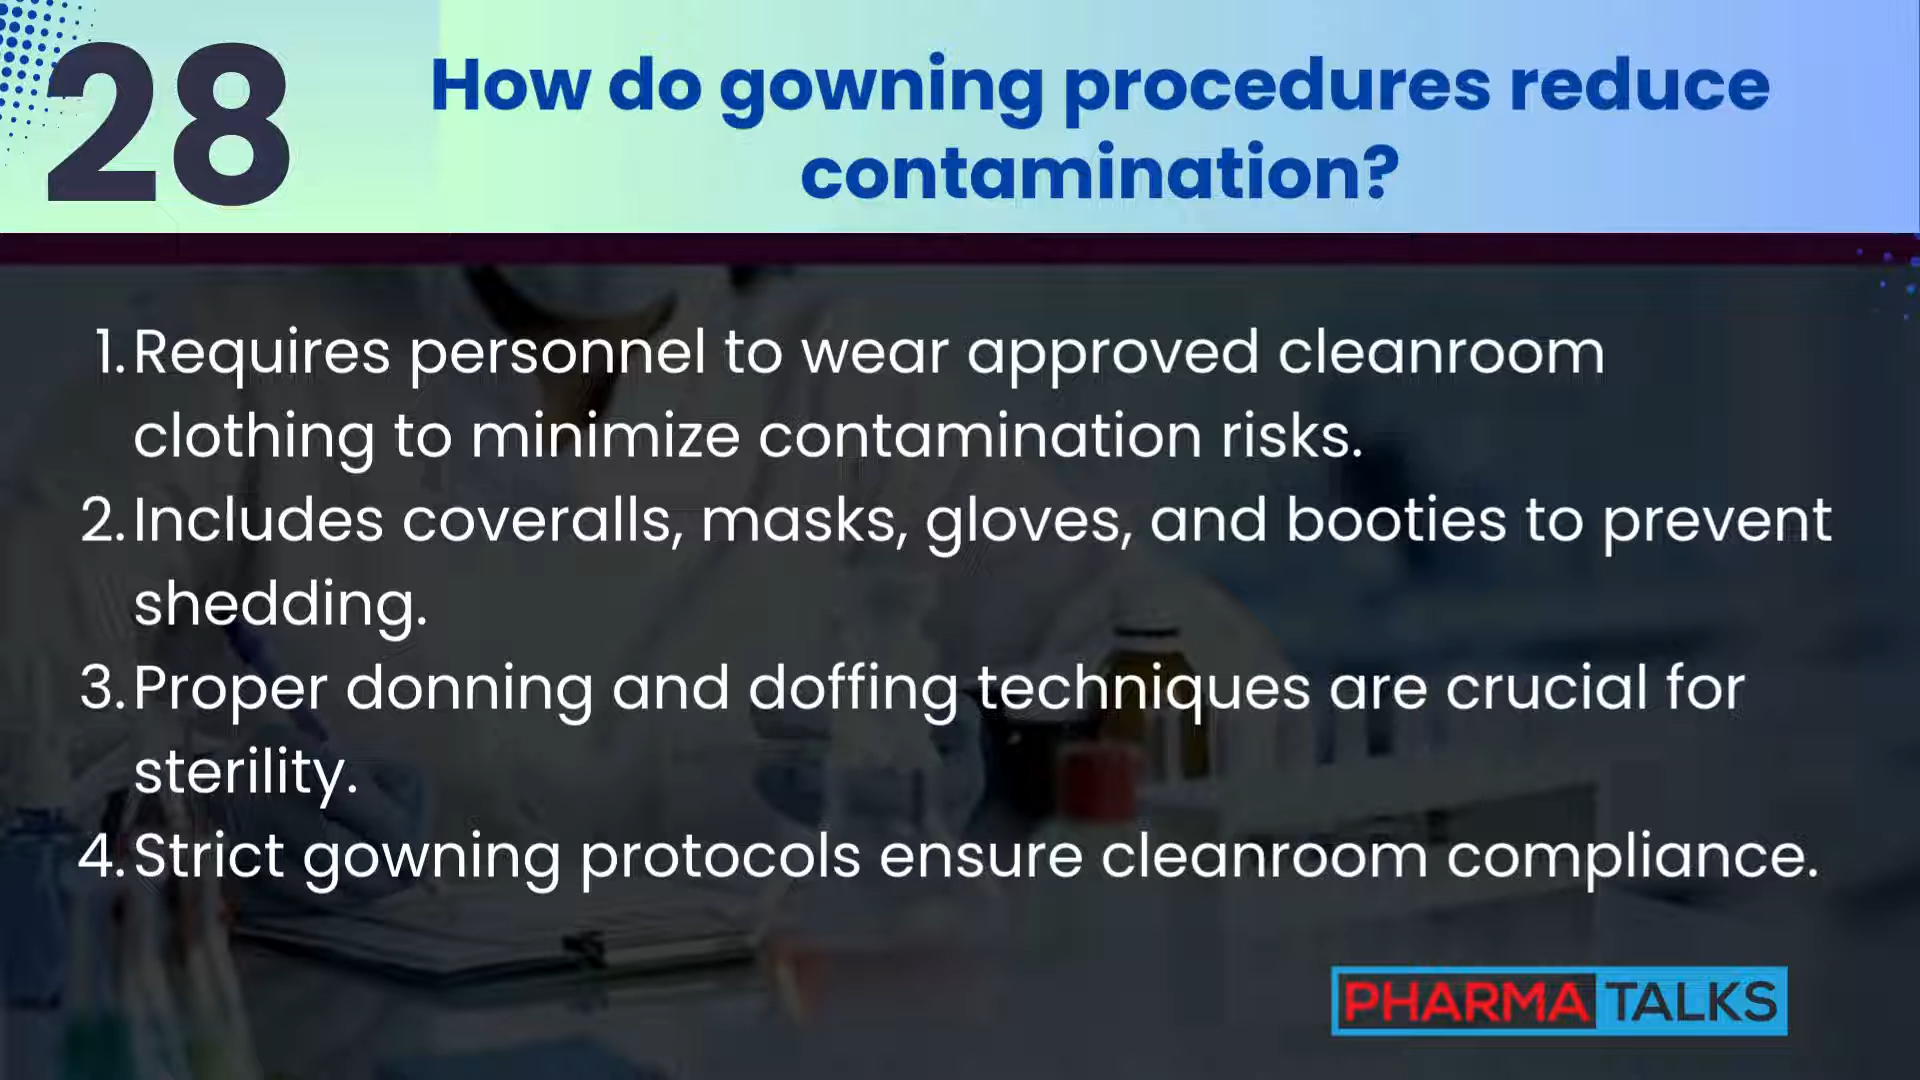 28
How do gowning procedures reduce
contamination?
1. Requires personnel to wear approved cleanroom
clothing to minimize contamination risks.
2. Includes coveralls, masks, gloves, and booties to prevent
shedding.
3. Proper donning and doffing techniques are crucial for
sterility.
4. Strict gowning protocols ensure cleanroom compliance.
PHARMA TALKS